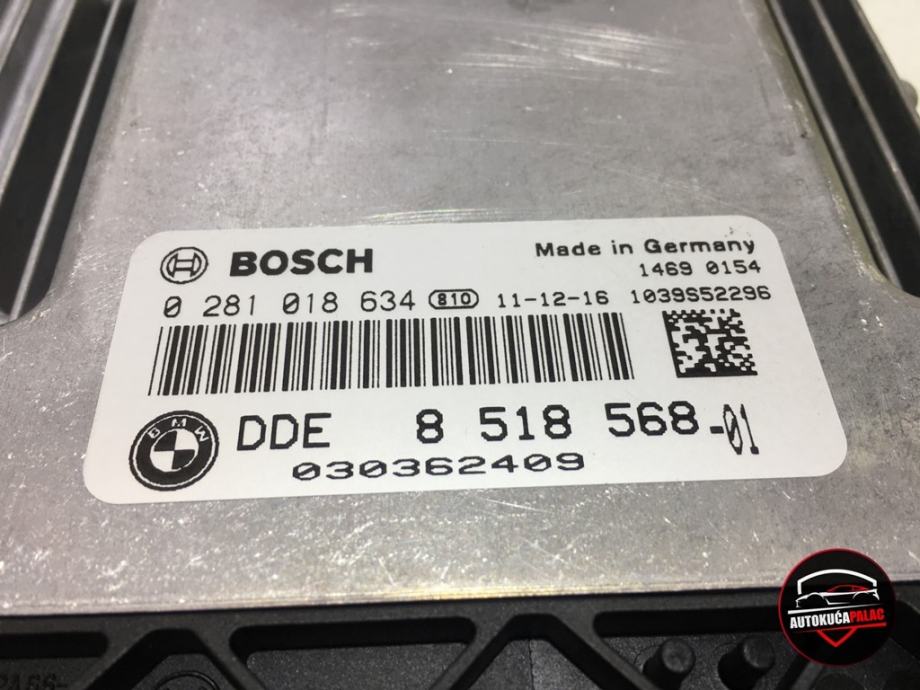 BOSCH
Made in Germany
1469 0154
0 281 018 634 810 11-12-16 1039S52296
BMW DDE 8 518 568-01
030362409
AUTOKUĆA PALAC